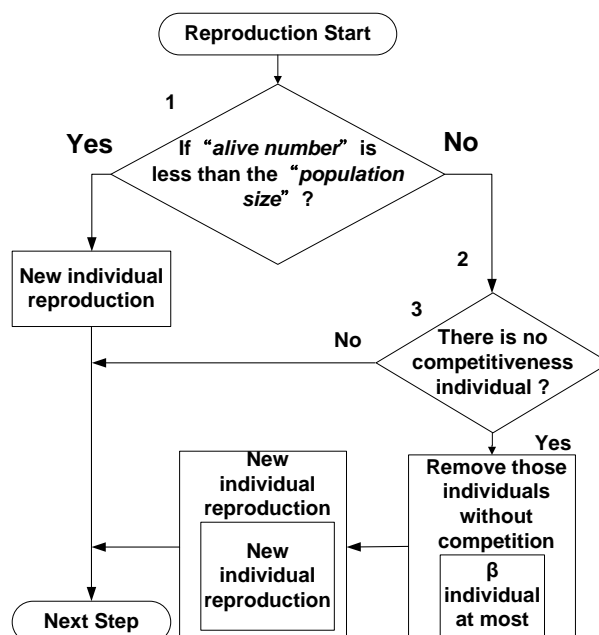 Reproduction Start
1
Yes
No
If “alive number” is
less than the “population
size” ?
2
New individual
reproduction
3
No
There is no
competitiveness
individual ?
Yes
New
individual
reproduction
New
individual
reproduction
Remove those
individuals
without
competition
β
individual
at most
Next Step